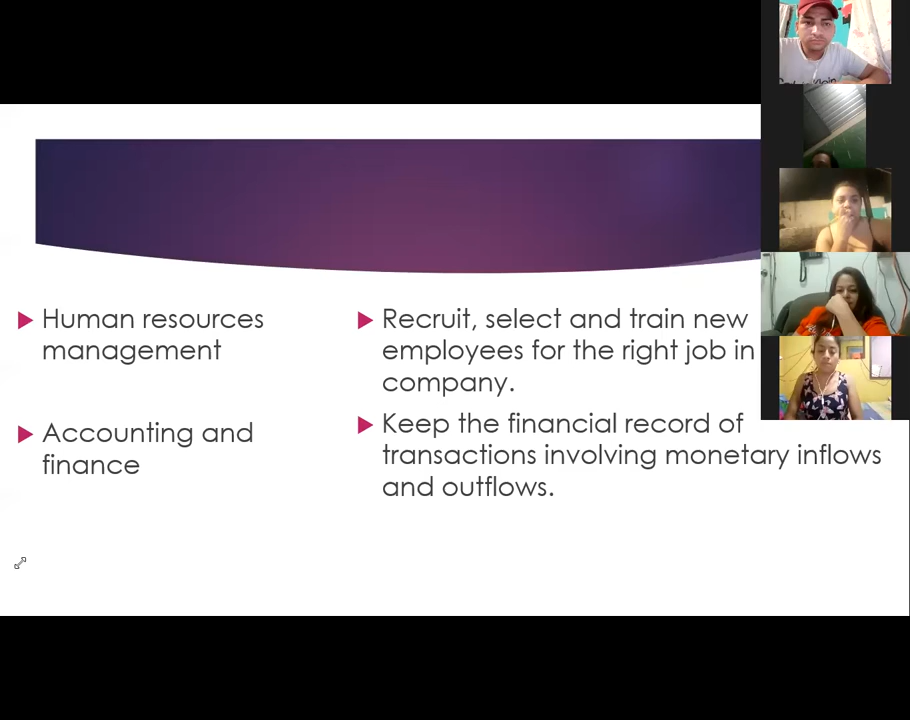 Human resources
management
Recruit, select and train new
employees for the right job in
company.
Accounting and
finance
Keep the financial record of
transactions involving monetary inflows
and outflows.